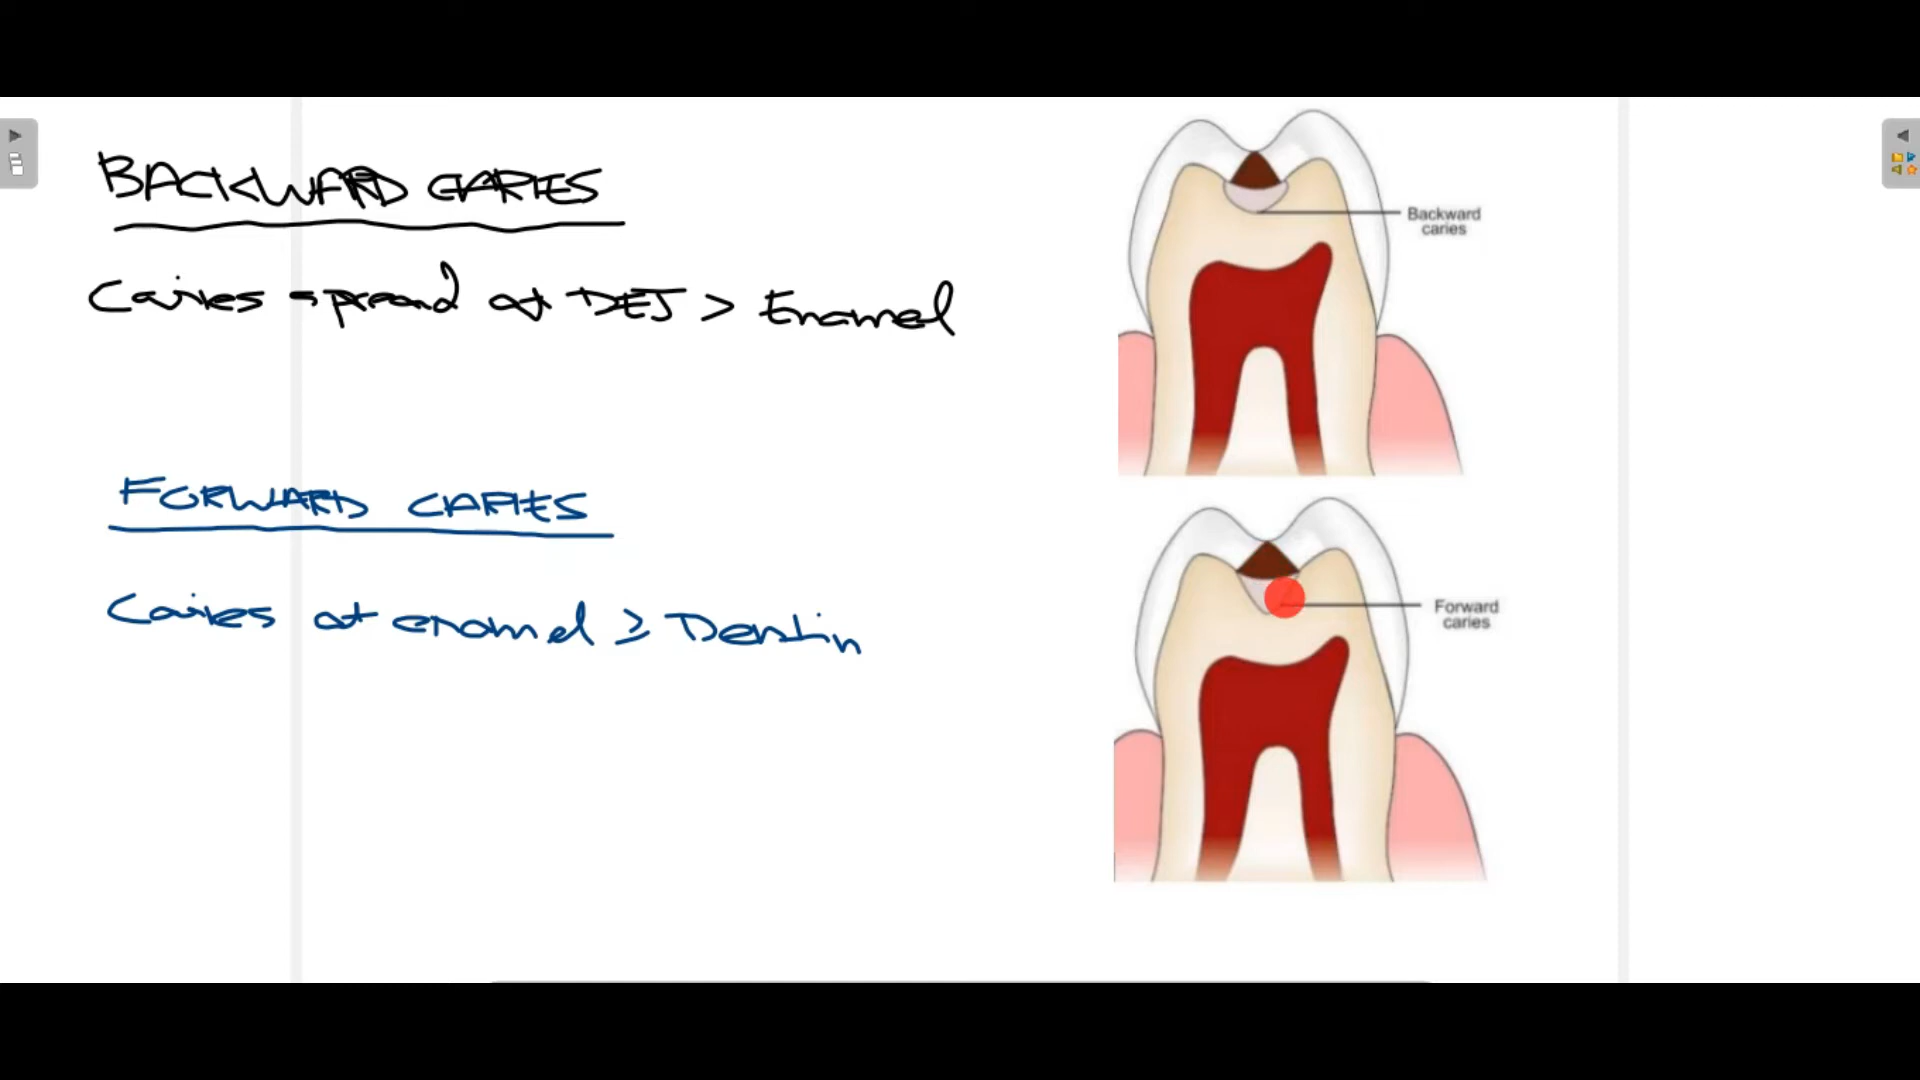 BACKWARD CARIES
Caries spread at DEJ > Enamel
FORWARD CARIES
Caries at enamel ≥ Dentin
Backward
caries
Forward
caries